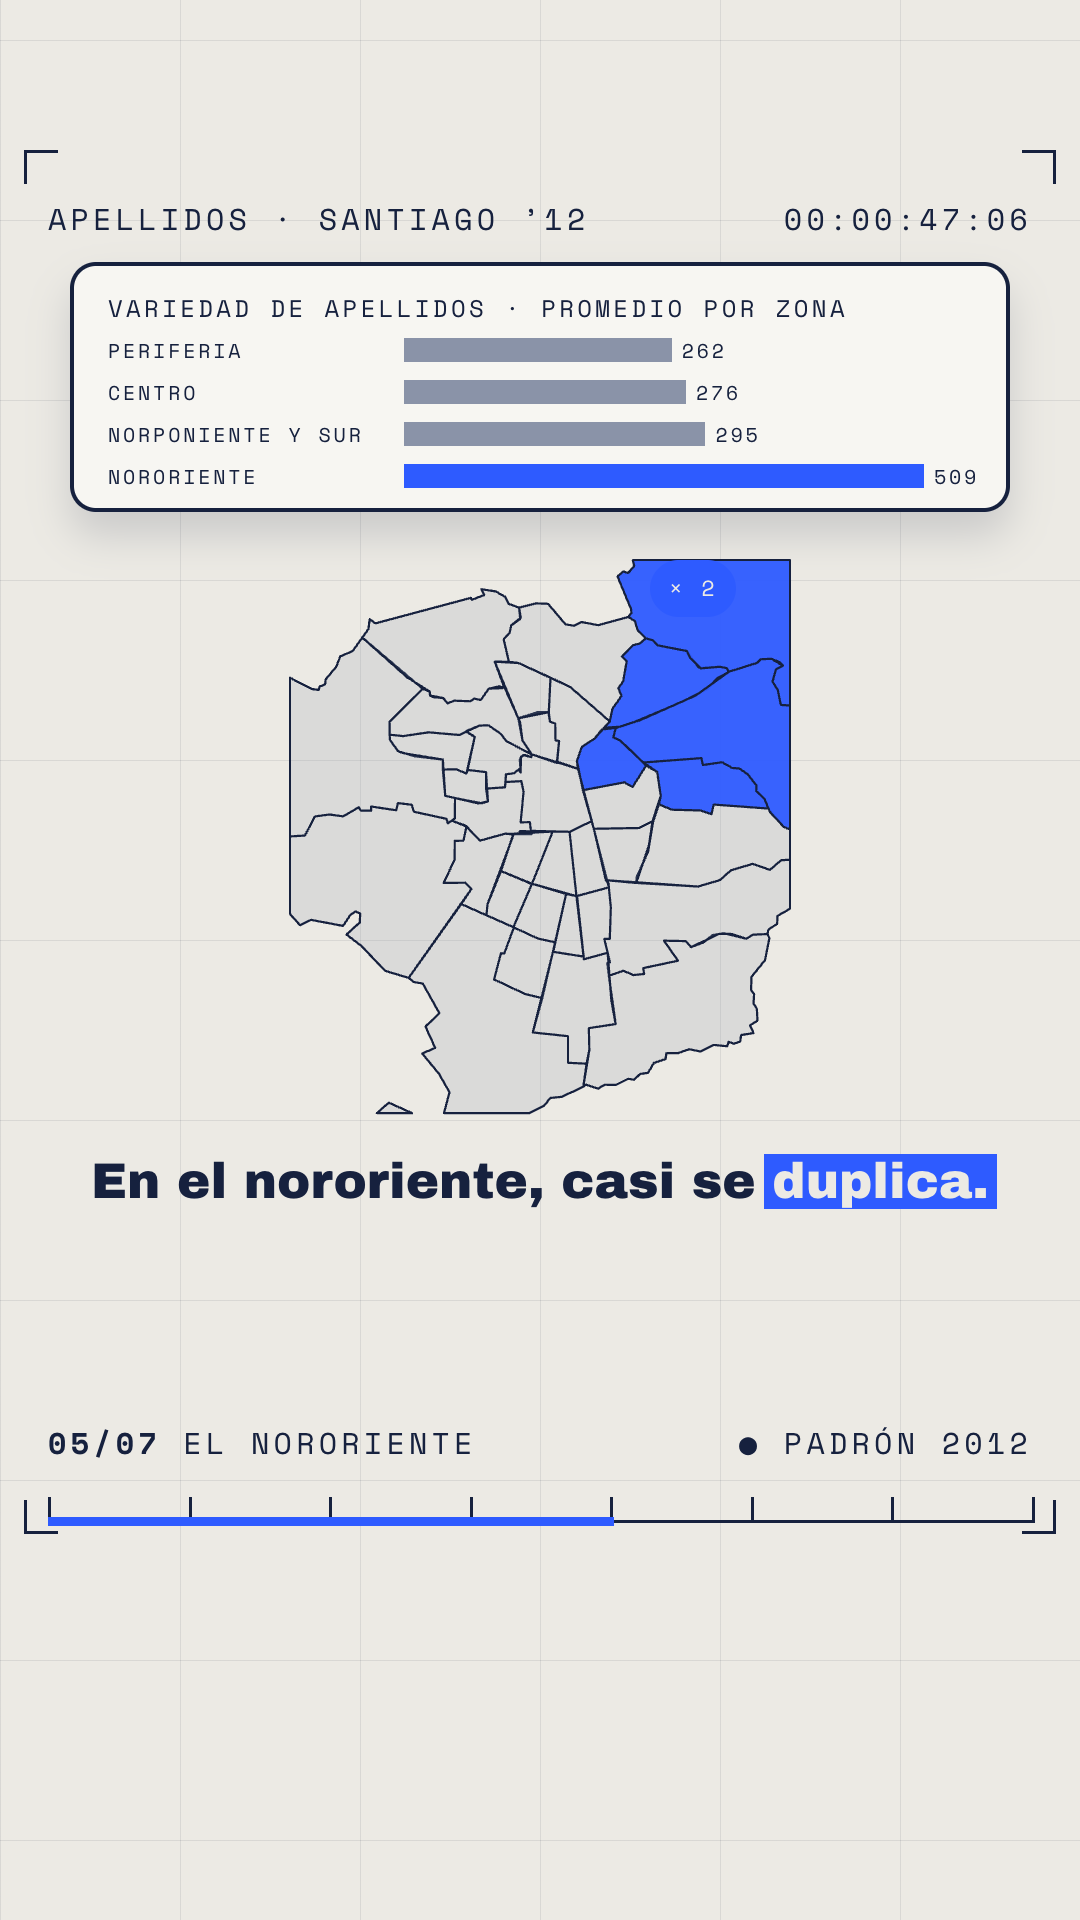 APELLIDOS · SANTIAGO ’12
00:00:47:06
VARIEDAD DE APELLIDOS · PROMEDIO POR ZONA
PERIFERIA 262
CENTRO 276
NORPONIENTE Y SUR 295
NORORIENTE 509
× 2
En el nororiente, casi se duplica.
05/07 EL NORORIENTE
● PADRÓN 2012